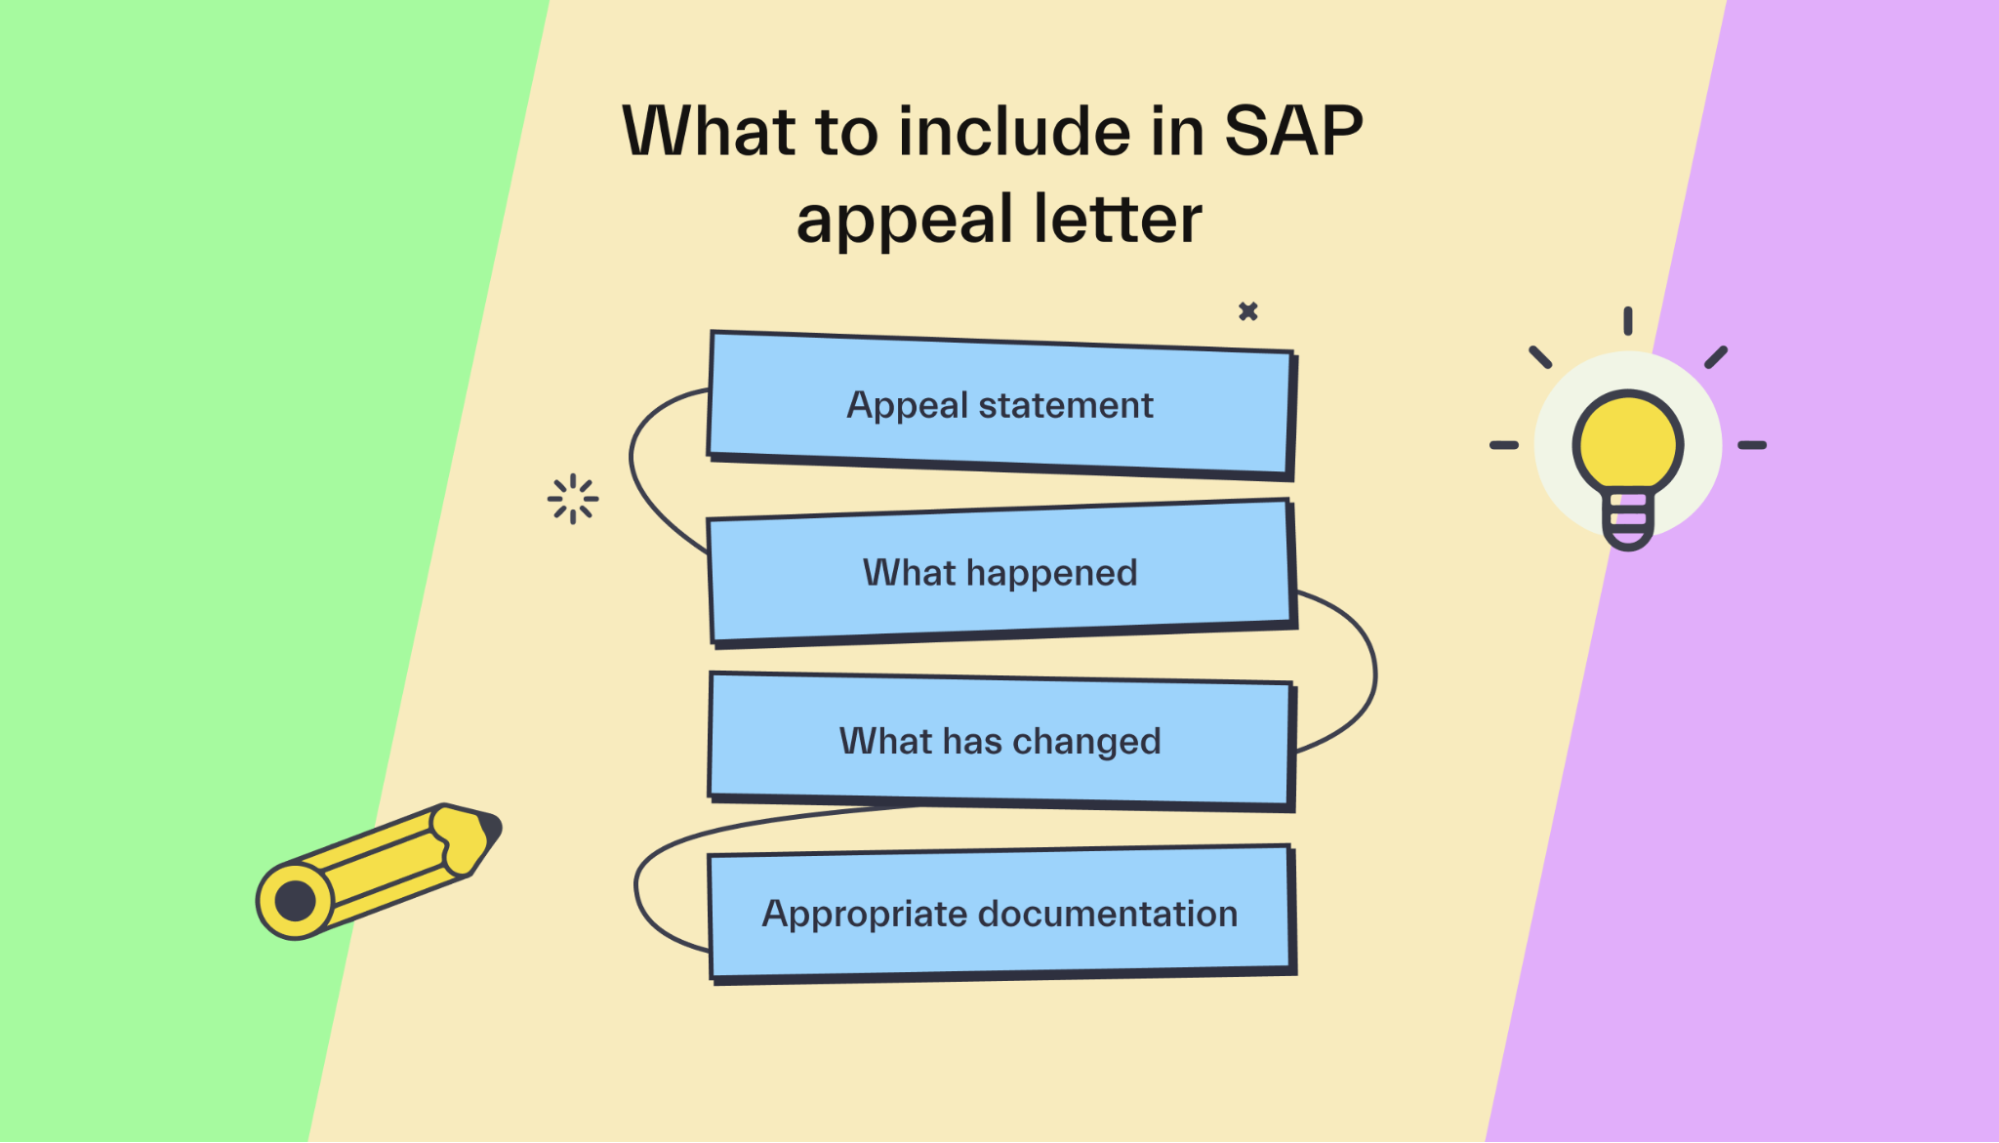 What to include in SAP
appeal letter
Appeal statement
What happened
What has changed
Appropriate documentation